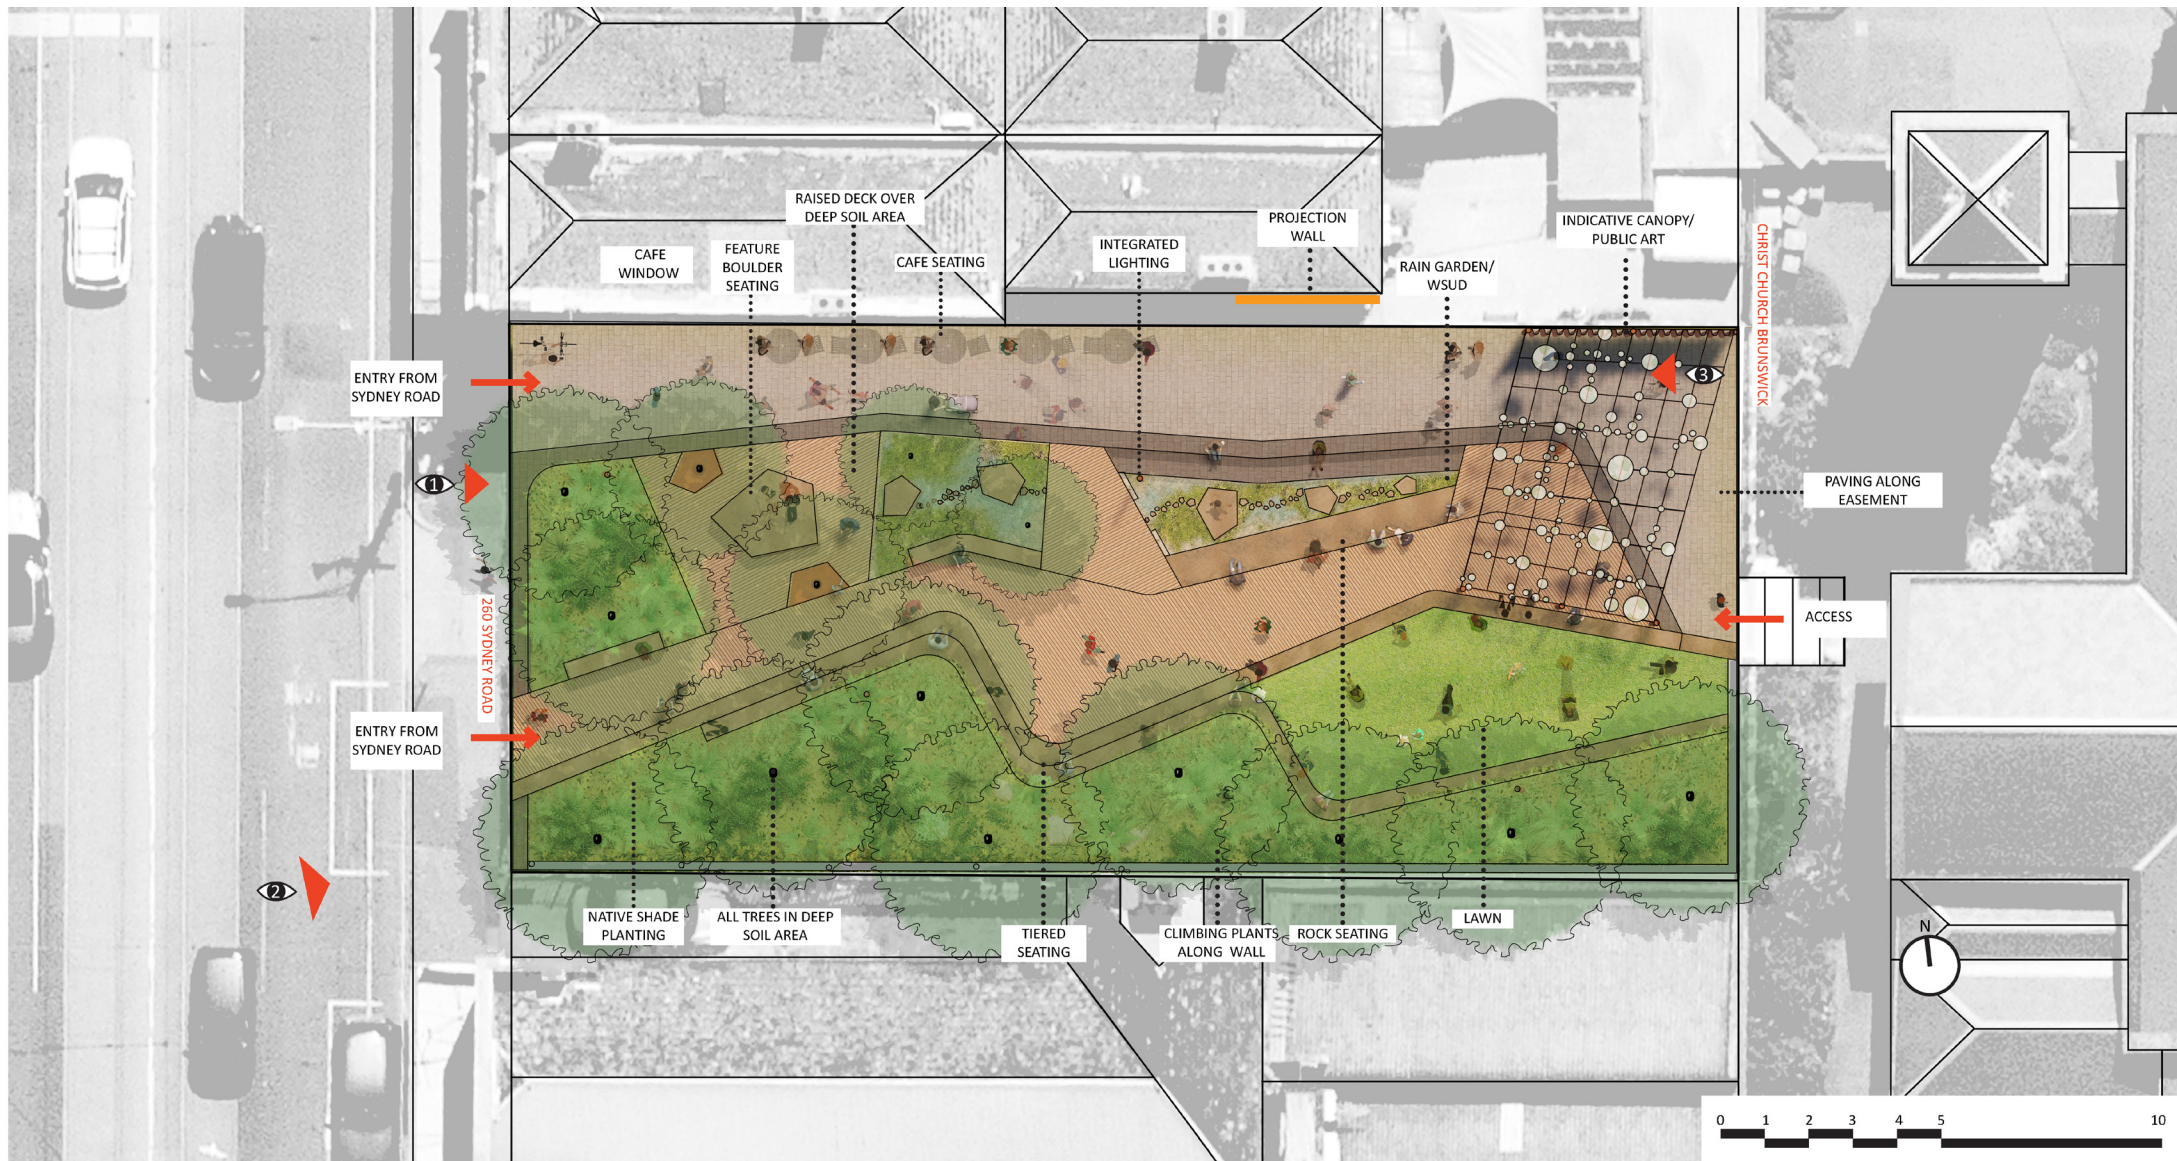 RAISED DECK OVER
DEEP SOIL AREA
CAFE
WINDOW
FEATURE
BOULDER
SEATING
CAFE SEATING
INTEGRATED
LIGHTING
PROJECTION
WALL
RAIN GARDEN/
WSUD
INDICATIVE CANOPY/
PUBLIC ART
CHRIST CHURCH BRUNSWICK
ENTRY FROM
SYDNEY ROAD
3
1
PAVING ALONG
EASEMENT
260 SYDNEY ROAD
ACCESS
ENTRY FROM
SYDNEY ROAD
2
NATIVE SHADE
PLANTING
ALL TREES IN DEEP
SOIL AREA
TIERED
SEATING
CLIMBING PLANTS
ALONG WALL
ROCK SEATING
LAWN
N
0 1 2 3 4 5 10